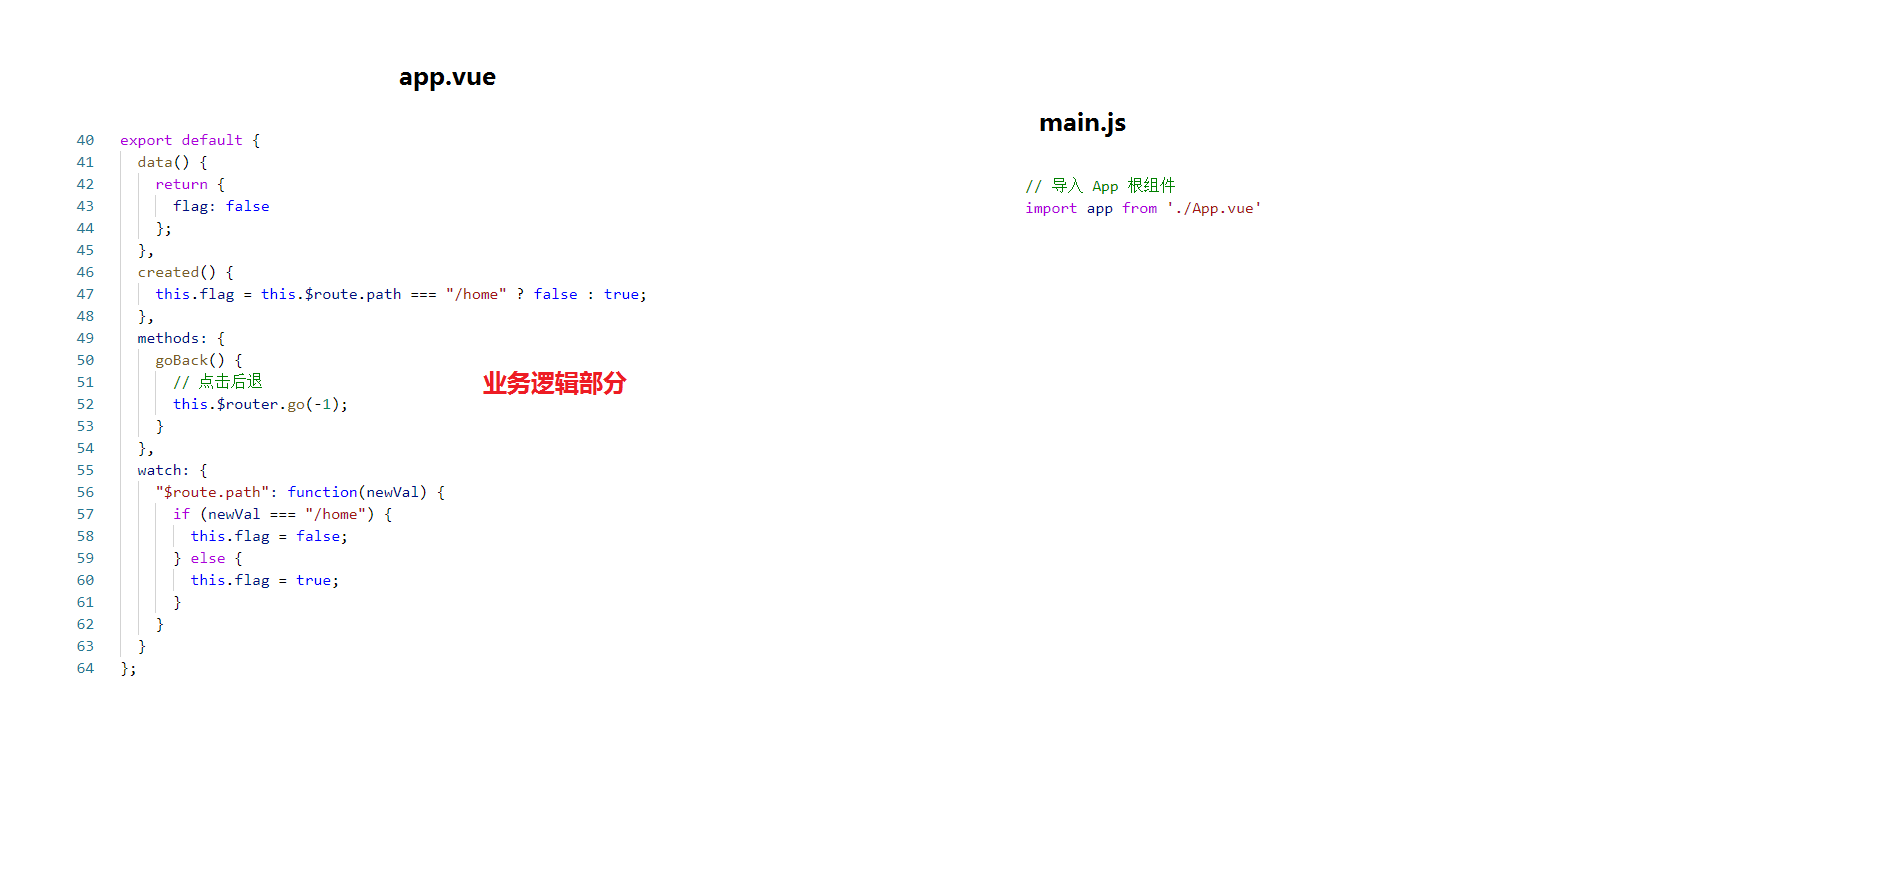 app.vue
40 export default {
41   data() {
42     return {
43       flag: false
44     };
45   },
46   created() {
47     this.flag = this.$route.path === "/home" ? false : true;
48   },
49   methods: {
50     goBack() {
51       // 点击后退
52       this.$router.go(-1);
53     }
54   },
55   watch: {
56     "$route.path": function(newVal) {
57       if (newVal === "/home") {
58         this.flag = false;
59       } else {
60         this.flag = true;
61       }
62     }
63   }
64 };
业务逻辑部分
main.js
// 导入 App 根组件
import app from './App.vue'